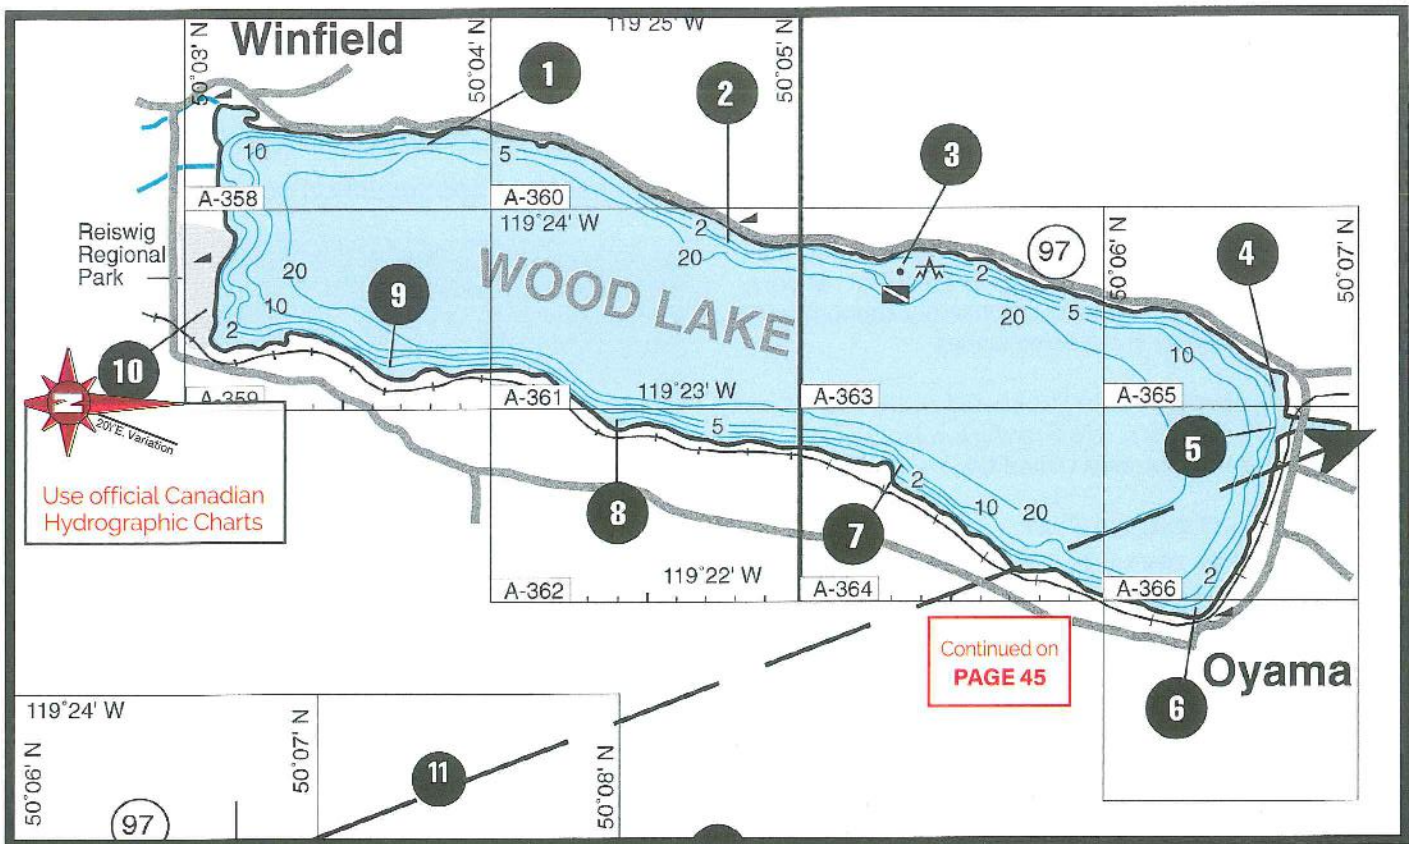 Winfield
119°25' W
50°03' N
50°04' N
50°05' N
1
2
3
10
5
A-358
A-360
119°24' W
2
20
2
97
50°06' N
4
50°07' N
Reiswig
Regional
Park
WOOD LAKE
20
10
2
9
20
5
10
10
A-359
A-361
119°23' W
A-363
A-365
N
20°E. Variation
5
5
Use official Canadian
Hydrographic Charts
8
7
2
10
20
2
A-362
119°22' W
A-364
A-366
Continued on
PAGE 45
Oyama
6
119°24' W
50°06' N
50°07' N
50°08' N
11
97